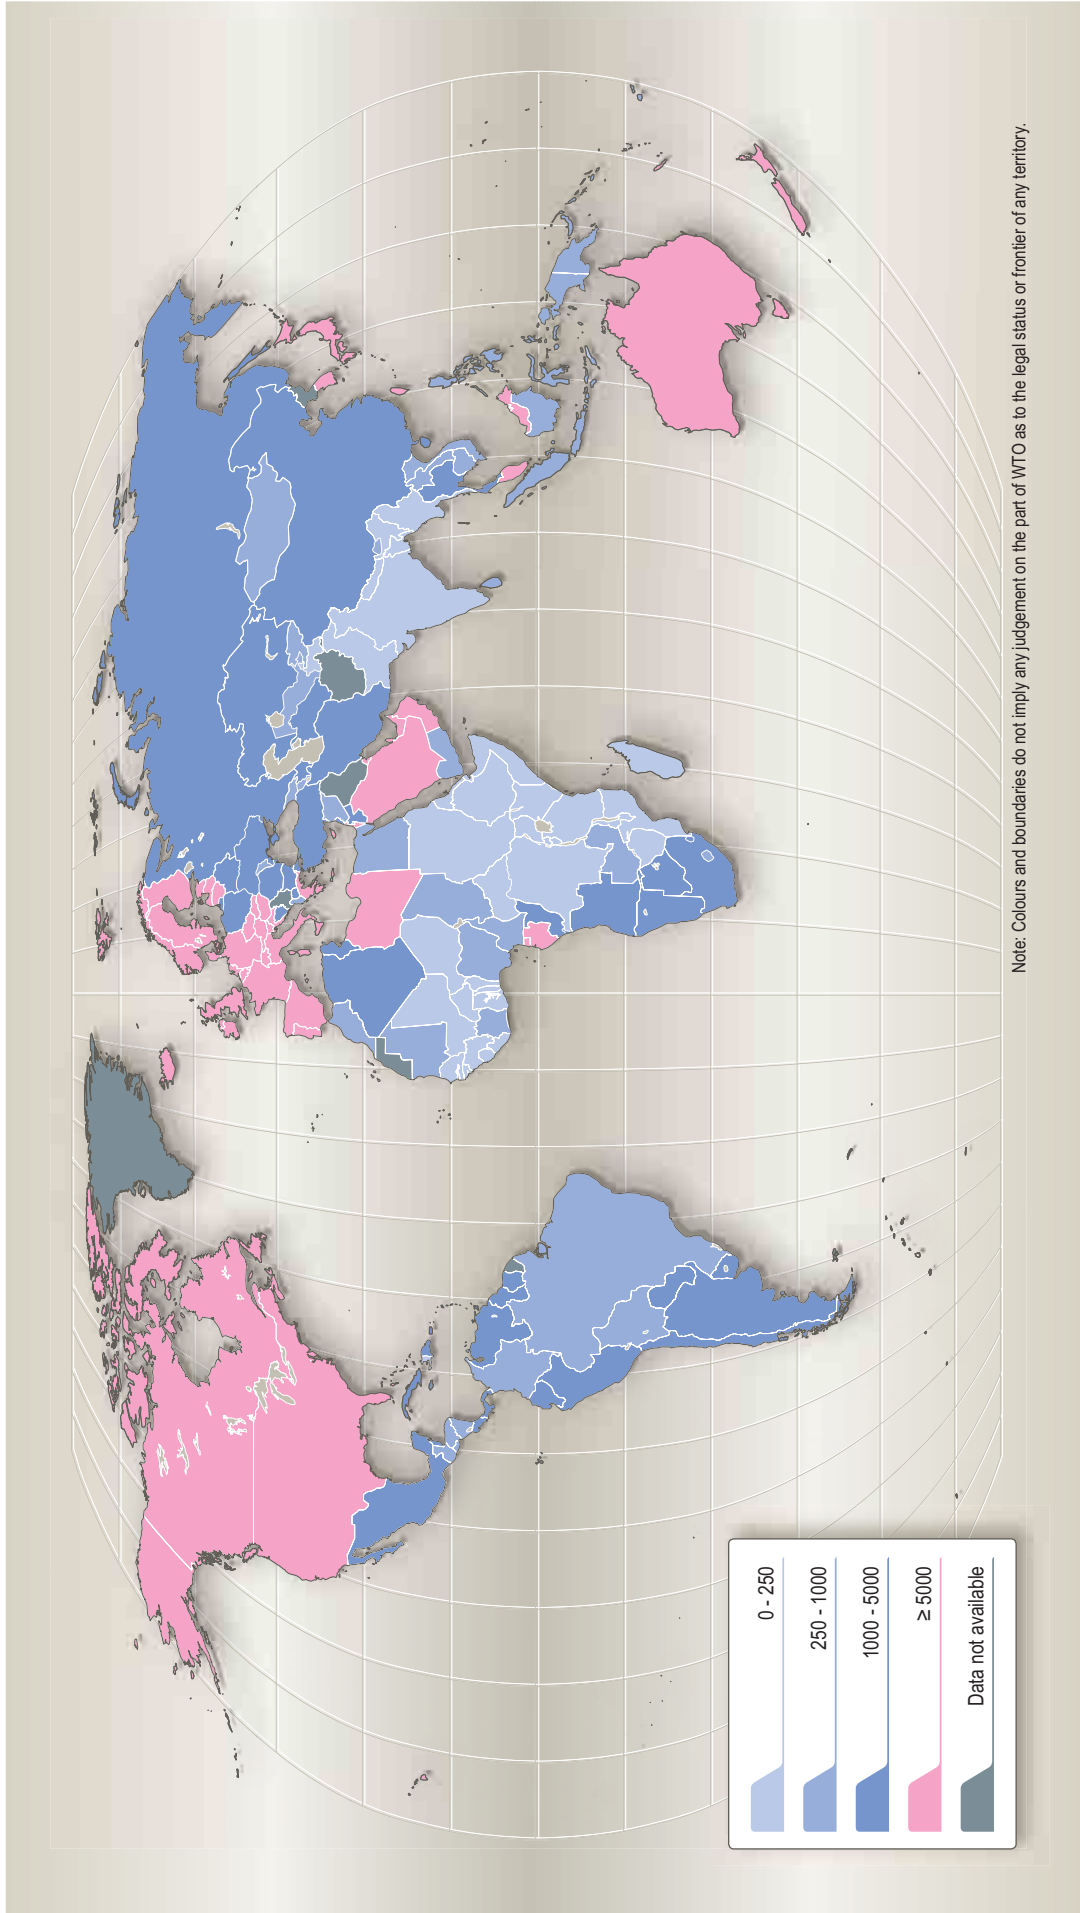 0 - 250
250 - 1000
1000 - 5000
≥ 5000
Data not available
Note: Colours and boundaries do not imply any judgement on the part of WTO as to the legal status or frontier of any territory.